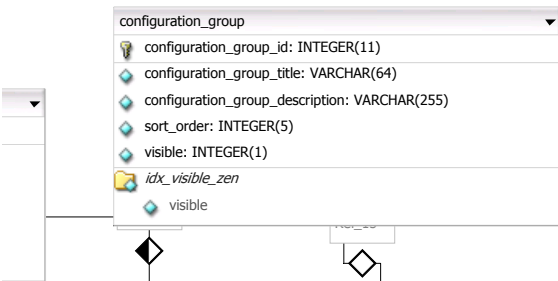 configuration_group
configuration_group_id: INTEGER(11)
configuration_group_title: VARCHAR(64)
configuration_group_description: VARCHAR(255)
sort_order: INTEGER(5)
visible: INTEGER(1)
idx_visible_zen
visible